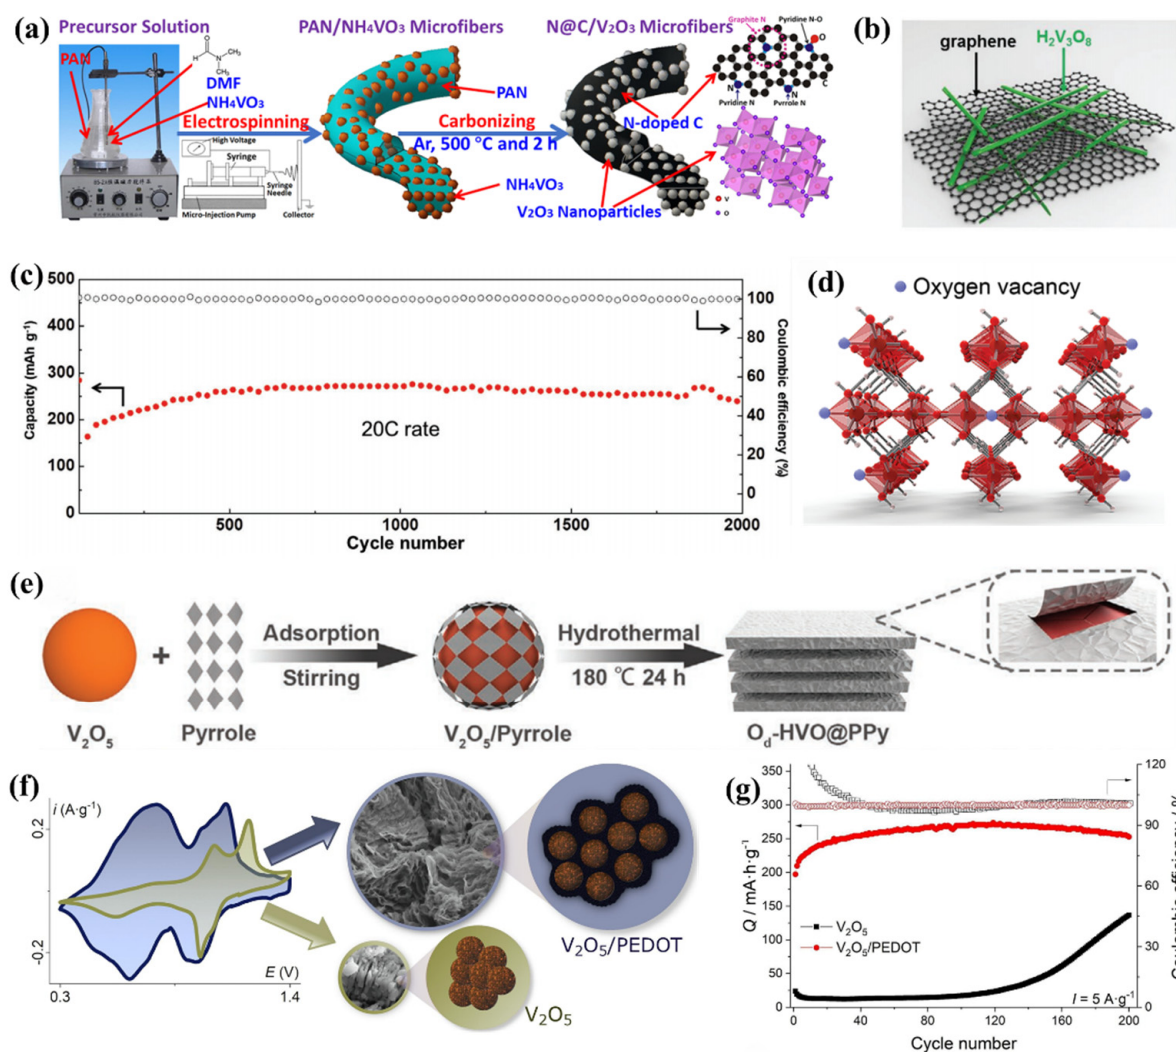 (a)
Precursor Solution
PAN
DMF
NH4VO3
Electrospinning
High Voltage
Syringe
Syringe
Needle
Micro-Injection Pump
Collector
PAN/NH4VO3 Microfibers
PAN
Carbonizing
Ar, 500 °C and 2 h
NH4VO3
N@C/V2O3 Microfibers
Graphite N
Pyridine N-O
O
N
N
C
Pyridine N
Pyrrole N
N-doped C
V2O3 Nanoparticles
V
O
(b)
graphene
H2V3O8
(c)
Capacity (mAh g⁻¹)
500
400
300
200
100
0
20C rate
500
1000
1500
2000
Cycle number
100
80
60
40
20
0
Coulombic efficiency (%)
(d)
Oxygen vacancy
(e)
V2O5
+
Pyrrole
Adsorption
Stirring
V2O5/Pyrrole
Hydrothermal
180 ℃ 24 h
Od-HVO@PPy
(f)
i (A·g⁻¹)
0.2
-0.2
E (V)
0.3
1.4
V2O5/PEDOT
V2O5
(g)
Q / mA·h·g⁻¹
350
300
250
200
150
100
50
25
0
V2O5
V2O5/PEDOT
I = 5 A·g⁻¹
0
40
80
120
160
200
Cycle number
120
90
60
30
0